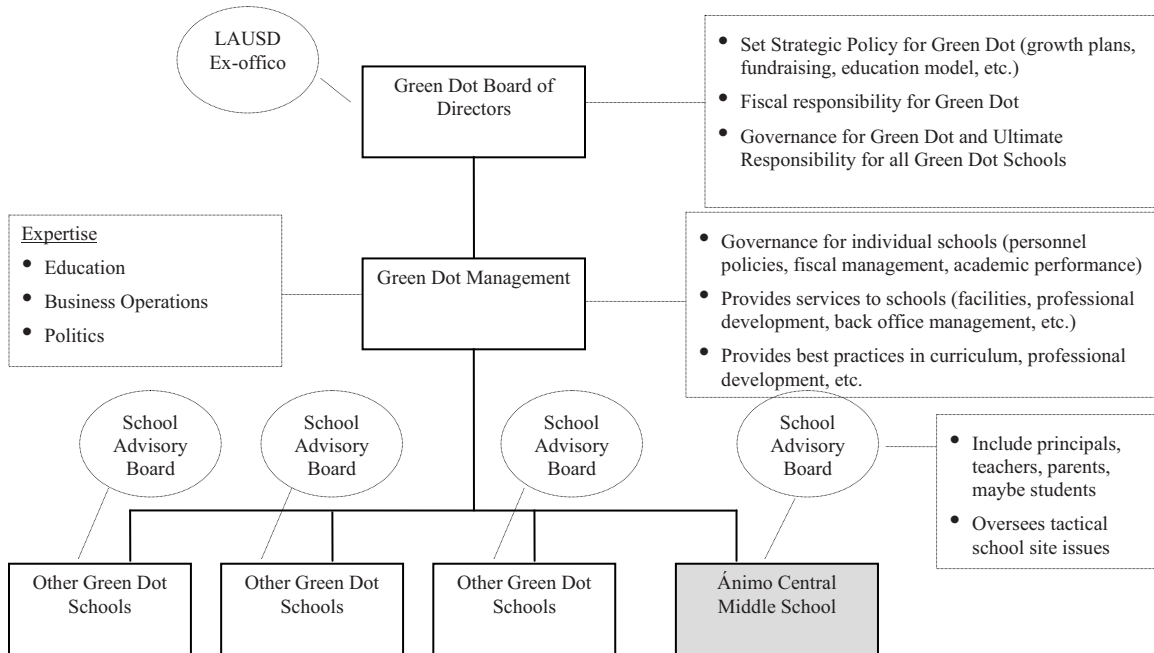 LAUSD
Ex-offico
Green Dot Board of
Directors
• Set Strategic Policy for Green Dot (growth plans,
fundraising, education model, etc.)
• Fiscal responsibility for Green Dot
• Governance for Green Dot and Ultimate
Responsibility for all Green Dot Schools
Expertise
• Education
• Business Operations
• Politics
Green Dot Management
• Governance for individual schools (personnel
policies, fiscal management, academic performance)
• Provides services to schools (facilities, professional
development, back office management, etc.)
• Provides best practices in curriculum, professional
development, etc.
School
Advisory
Board
School
Advisory
Board
School
Advisory
Board
School
Advisory
Board
• Include principals,
teachers, parents,
maybe students
• Oversees tactical
school site issues
Other Green Dot
Schools
Other Green Dot
Schools
Other Green Dot
Schools
Ánimo Central
Middle School